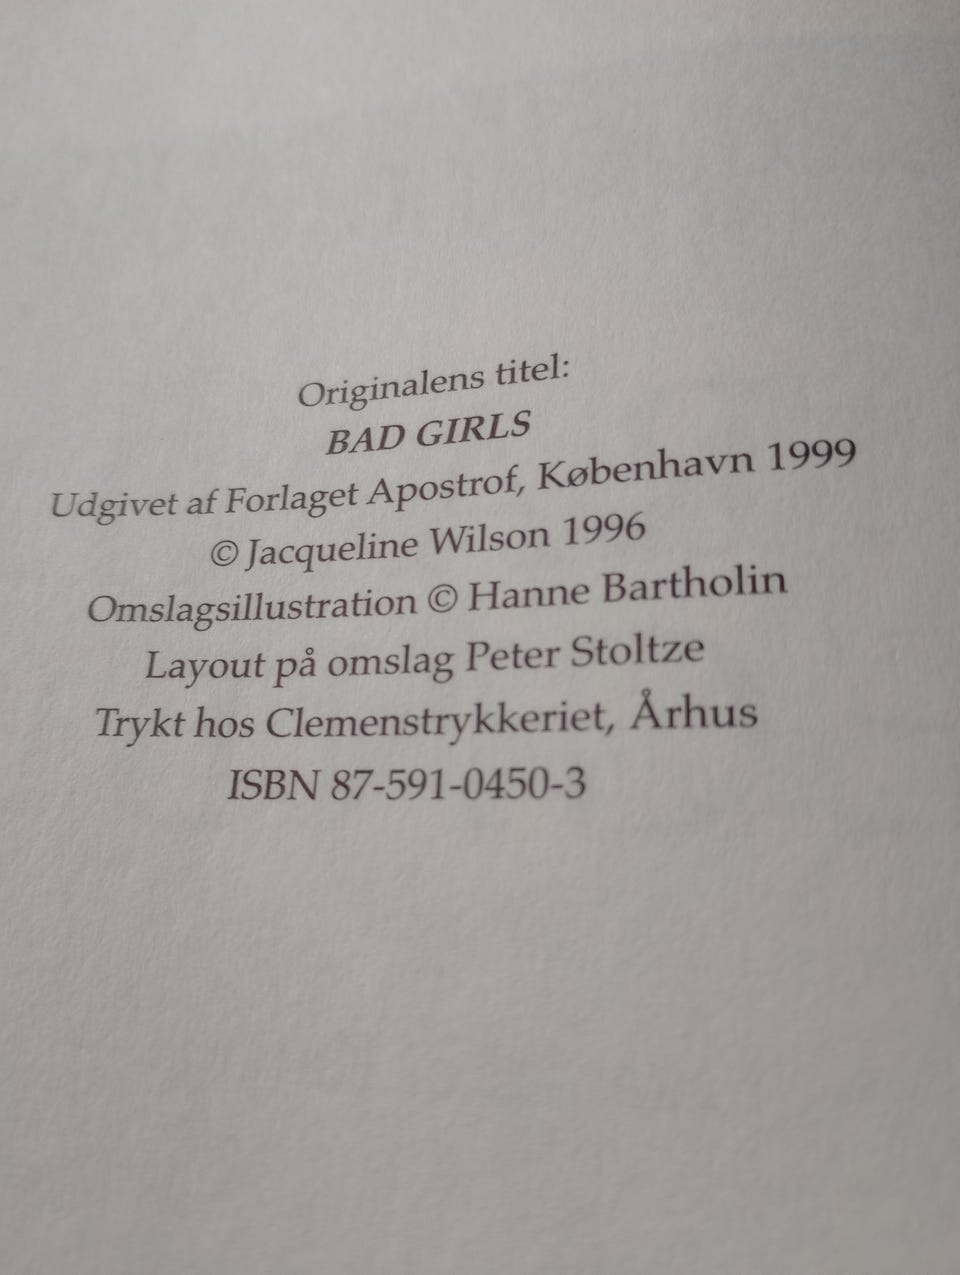 Originalens titel:
BAD GIRLS
Udgivet af Forlaget Apostrof, København 1999
© Jacqueline Wilson 1996
Omslagsillustration © Hanne Bartholin
Layout på omslag Peter Stoltze
Trykt hos Clemenstrykkeriet, Århus
ISBN 87-591-0450-3